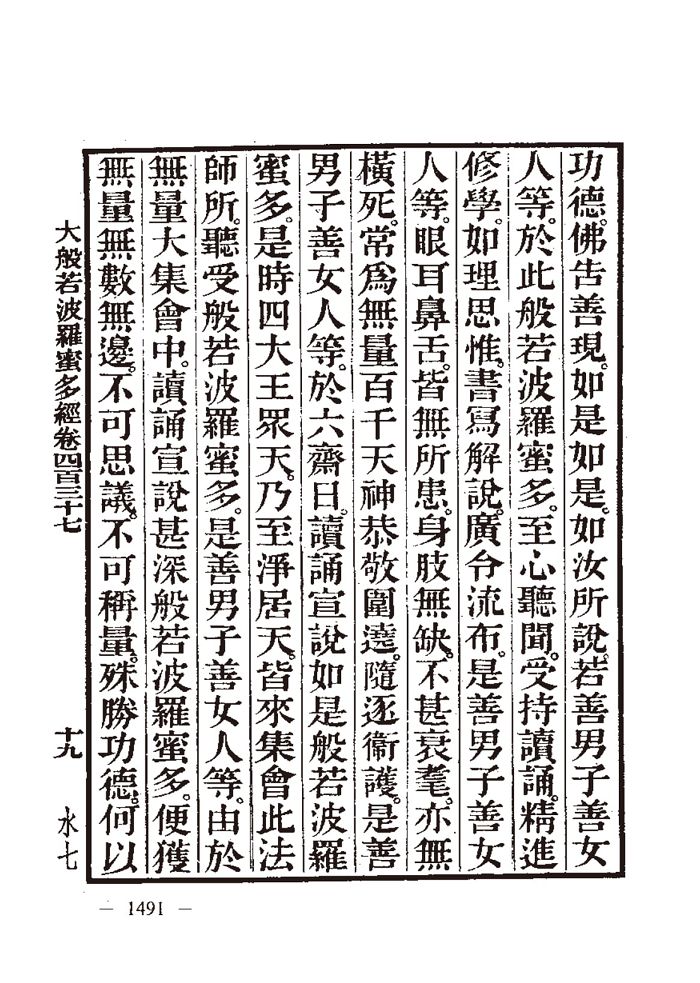 功德。佛告善現。如是如是。如汝所說。若善男子善女
人等。於此般若波羅蜜多。至心聽聞。受持讀誦。精進
修學。如理思惟。書寫解說。廣令流布。是善男子善女
人等。眼耳鼻舌。皆無所患。身肢無缺。不甚衰耄。亦無
橫死。常爲無量百千天神恭敬圍遶。隨逐衞護。是善
男子善女人等。於六齋日。讀誦宣說如是般若波羅
蜜多。是時四大王眾天。乃至淨居天。皆來集會此法
師所。聽受般若波羅蜜多。是善男子善女人等。由於
無量大集會中。讀誦宣說甚深般若波羅蜜多。便獲
無量無數無邊。不可思議。不可稱量。殊勝功德。何以
大般若波羅蜜多經卷四百三十七
十九
水七
— 1491 —